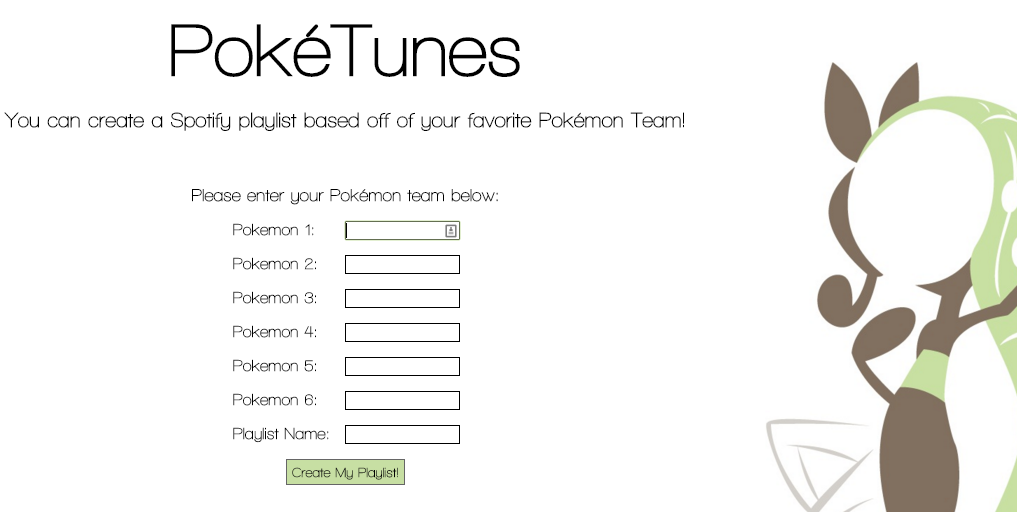 PokéTunes
You can create a Spotify playlist based off of your favorite Pokémon Team!
Please enter your Pokémon team below:
Pokemon 1:
Pokemon 2:
Pokemon 3:
Pokemon 4:
Pokemon 5:
Pokemon 6:
Playlist Name:
Create My Playlist!